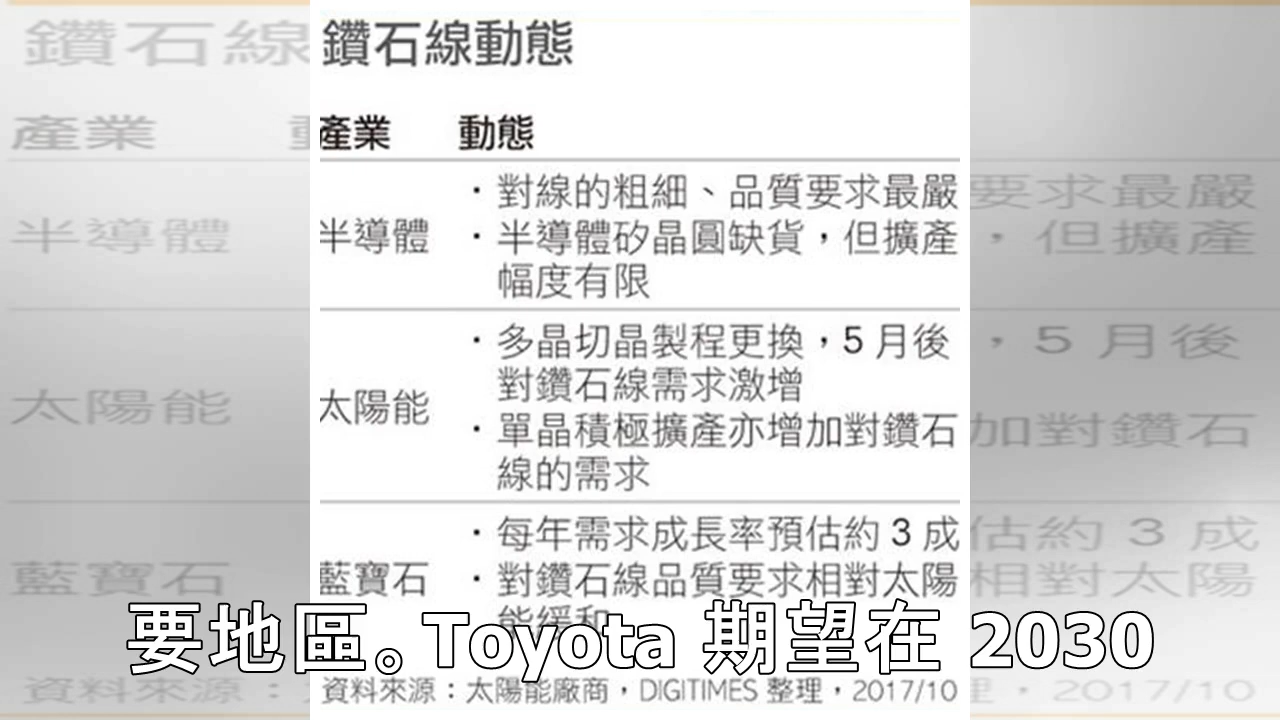 鑽石線動態
產業 動態
半導體
・對線的粗細、品質要求最嚴
・半導體矽晶圓缺貨，但擴產
幅度有限
太陽能
・多晶切晶製程更換，5 月後
對鑽石線需求激增
・單晶積極擴產亦增加對鑽石
線的需求
藍寶石
・每年需求成長率預估約 3 成
・對鑽石線品質要求相對太陽
能緩和
要地區。Toyota 期望在 2030
資料來源：太陽能廠商，DIGITIMES 整理，2017/10